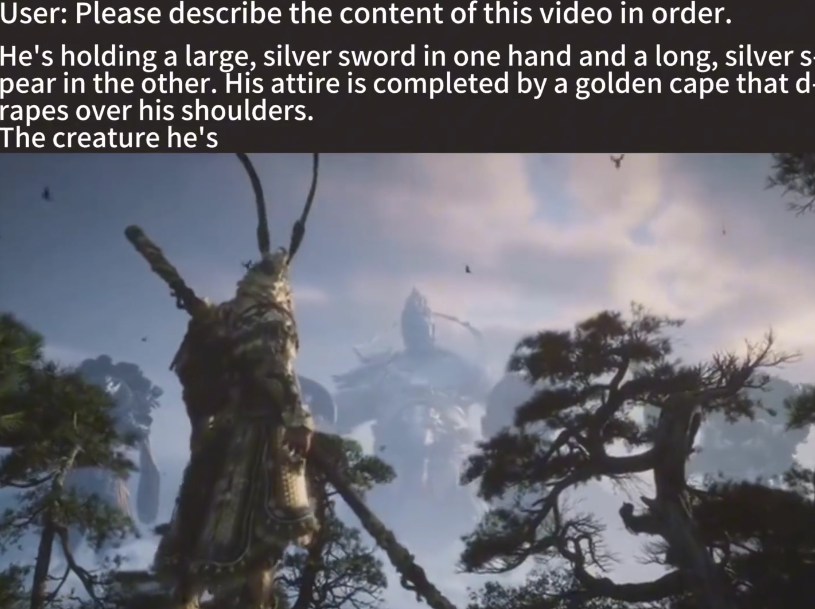 User: Please describe the content of this video in order.
He's holding a large, silver sword in one hand and a long, silver s-
pear in the other. His attire is completed by a golden cape that d-
rapes over his shoulders.
The creature he's